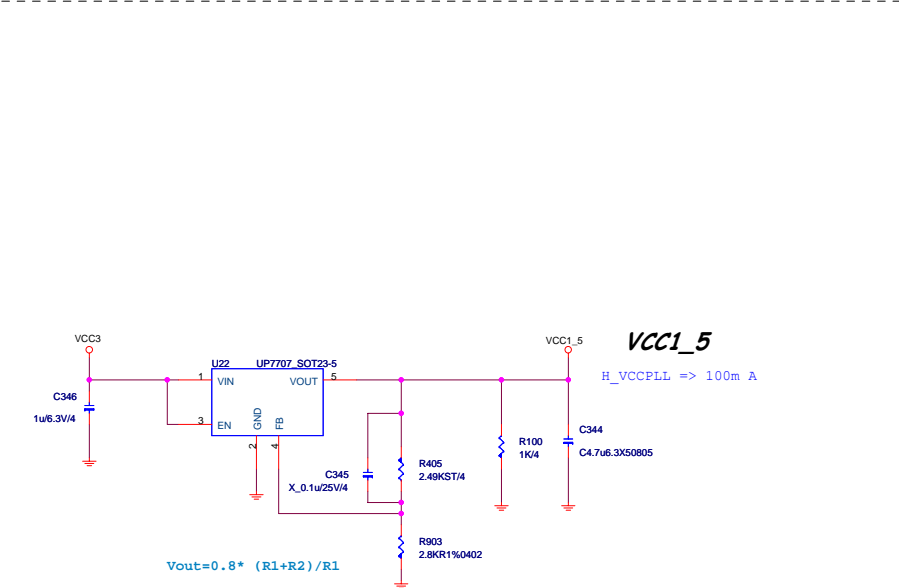 VCC3
VCC1_5
VCC1_5
H_VCCPLL => 100m A
U22
UP7707_SOT23-5
1
VIN
VOUT
5
C346
1u/6.3V/4
3
EN
GND
FB
2
4
C344
C4.7u6.3X50805
R100
1K/4
R405
2.49KST/4
C345
X_0.1u/25V/4
R903
2.8KR1%0402
Vout=0.8* (R1+R2)/R1